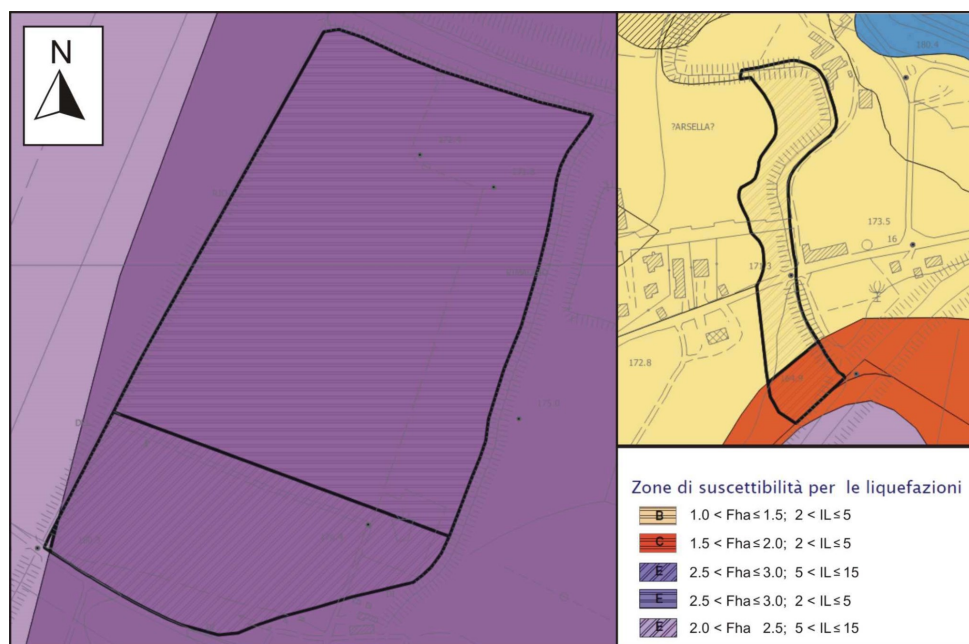 N
180.4
?ARSELLA?
173.5
16
171.3
172.8
Zone di suscettibilità per le liquefazioni
B 1.0 < Fha ≤ 1.5; 2 < IL ≤ 5
C 1.5 < Fha ≤ 2.0; 2 < IL ≤ 5
E 2.5 < Fha ≤ 3.0; 5 < IL ≤ 15
E 2.5 < Fha ≤ 3.0; 2 < IL ≤ 5
E 2.0 < Fha 2.5; 5 < IL ≤ 15